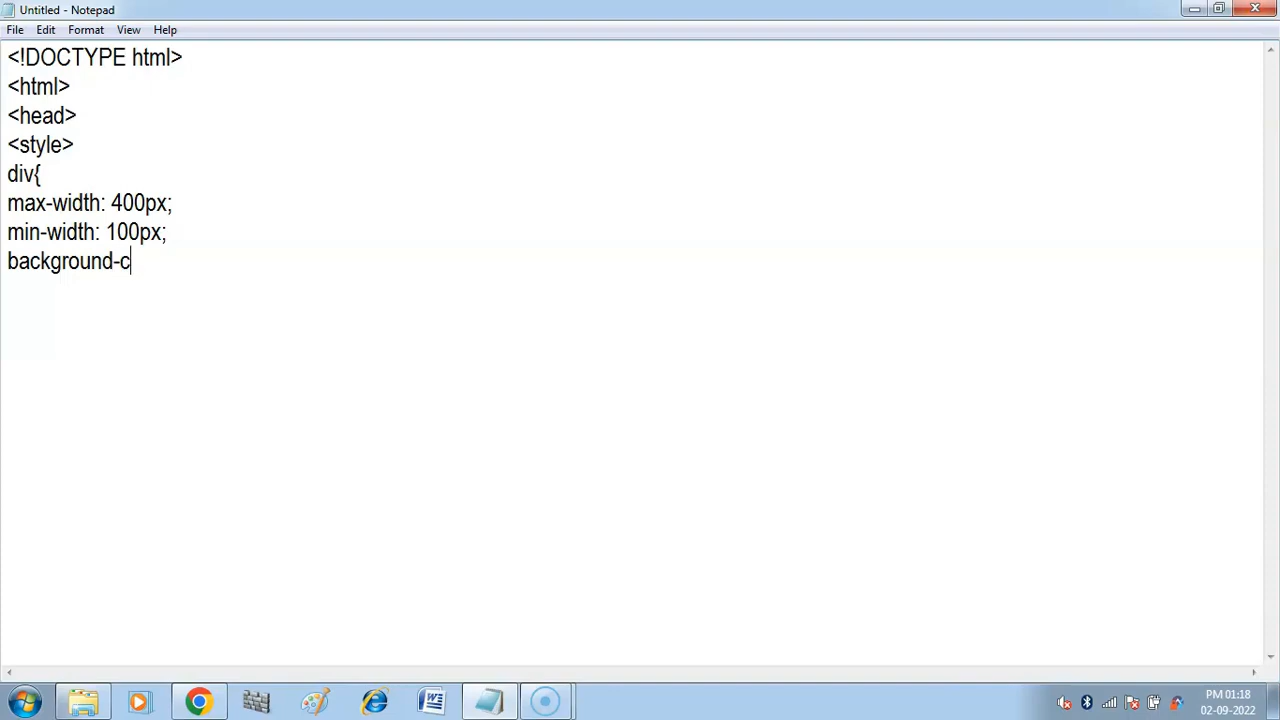 Untitled - Notepad
File Edit Format View Help
<!DOCTYPE html>
<html>
<head>
<style>
div{
max-width: 400px;
min-width: 100px;
background-c
PM 01:18
02-09-2022